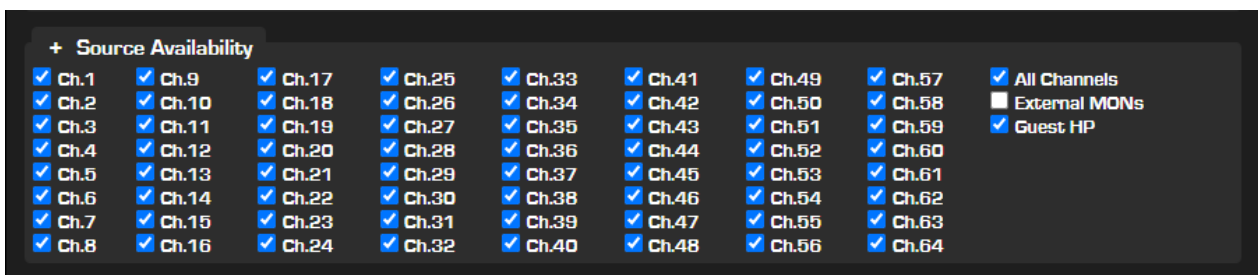 + Source Availability
Ch.1 Ch.9 Ch.17 Ch.25 Ch.33 Ch.41 Ch.49 Ch.57 All Channels
Ch.2 Ch.10 Ch.18 Ch.26 Ch.34 Ch.42 Ch.50 Ch.58 External MONs
Ch.3 Ch.11 Ch.19 Ch.27 Ch.35 Ch.43 Ch.51 Ch.59 Guest HP
Ch.4 Ch.12 Ch.20 Ch.28 Ch.36 Ch.44 Ch.52 Ch.60
Ch.5 Ch.13 Ch.21 Ch.29 Ch.37 Ch.45 Ch.53 Ch.61
Ch.6 Ch.14 Ch.22 Ch.30 Ch.38 Ch.46 Ch.54 Ch.62
Ch.7 Ch.15 Ch.23 Ch.31 Ch.39 Ch.47 Ch.55 Ch.63
Ch.8 Ch.16 Ch.24 Ch.32 Ch.40 Ch.48 Ch.56 Ch.64